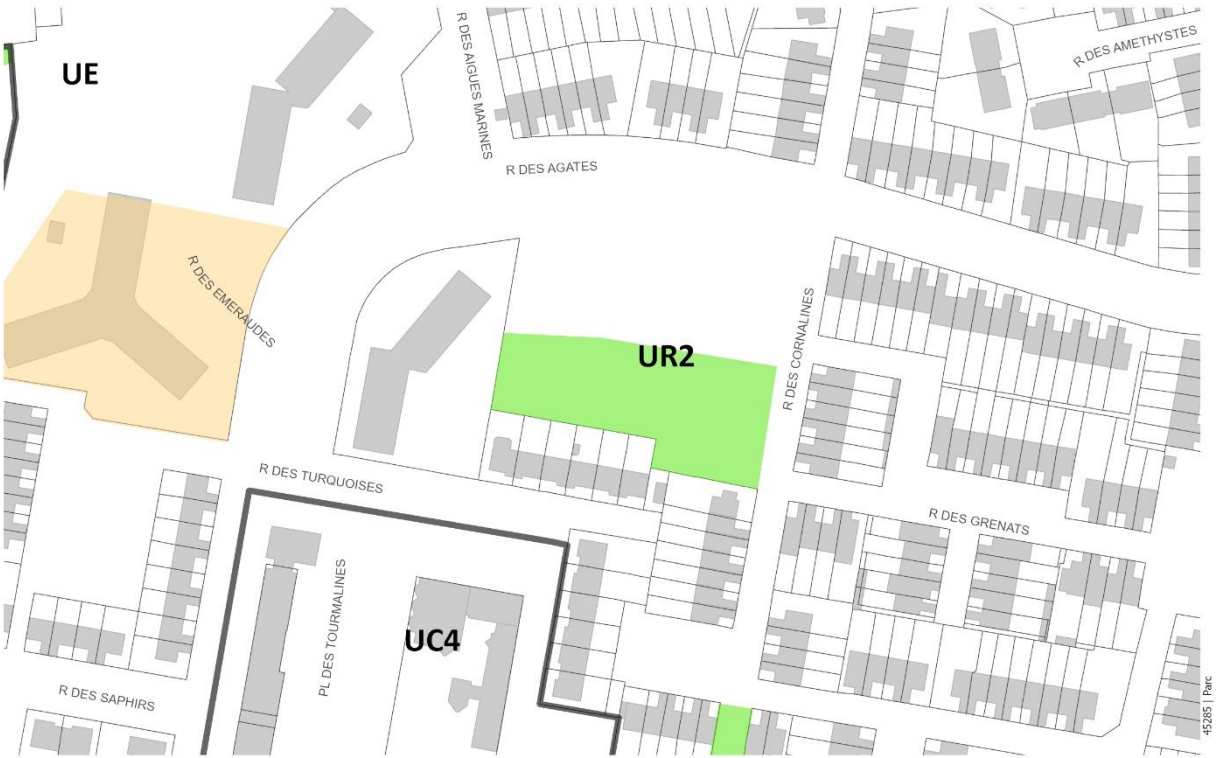 UE
R DES AIGUES MARINES
R DES AMETHYSTES
R DES AGATES
R DES EMERAUDES
R DES CORNALINES
UR2
R DES TURQUOISES
R DES GRENATS
PL DES TOURMALINES
UC4
R DES SAPHIRS
45285 | Parc